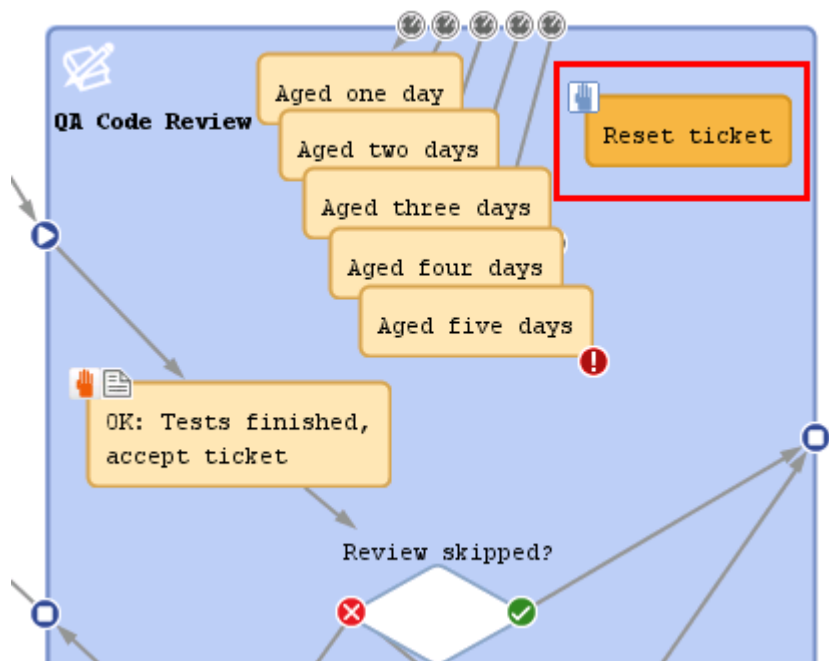 Aged one day
Reset ticket
QA Code Review
Aged two days
Aged three days
Aged four days
Aged five days
OK: Tests finished,
accept ticket
Review skipped?